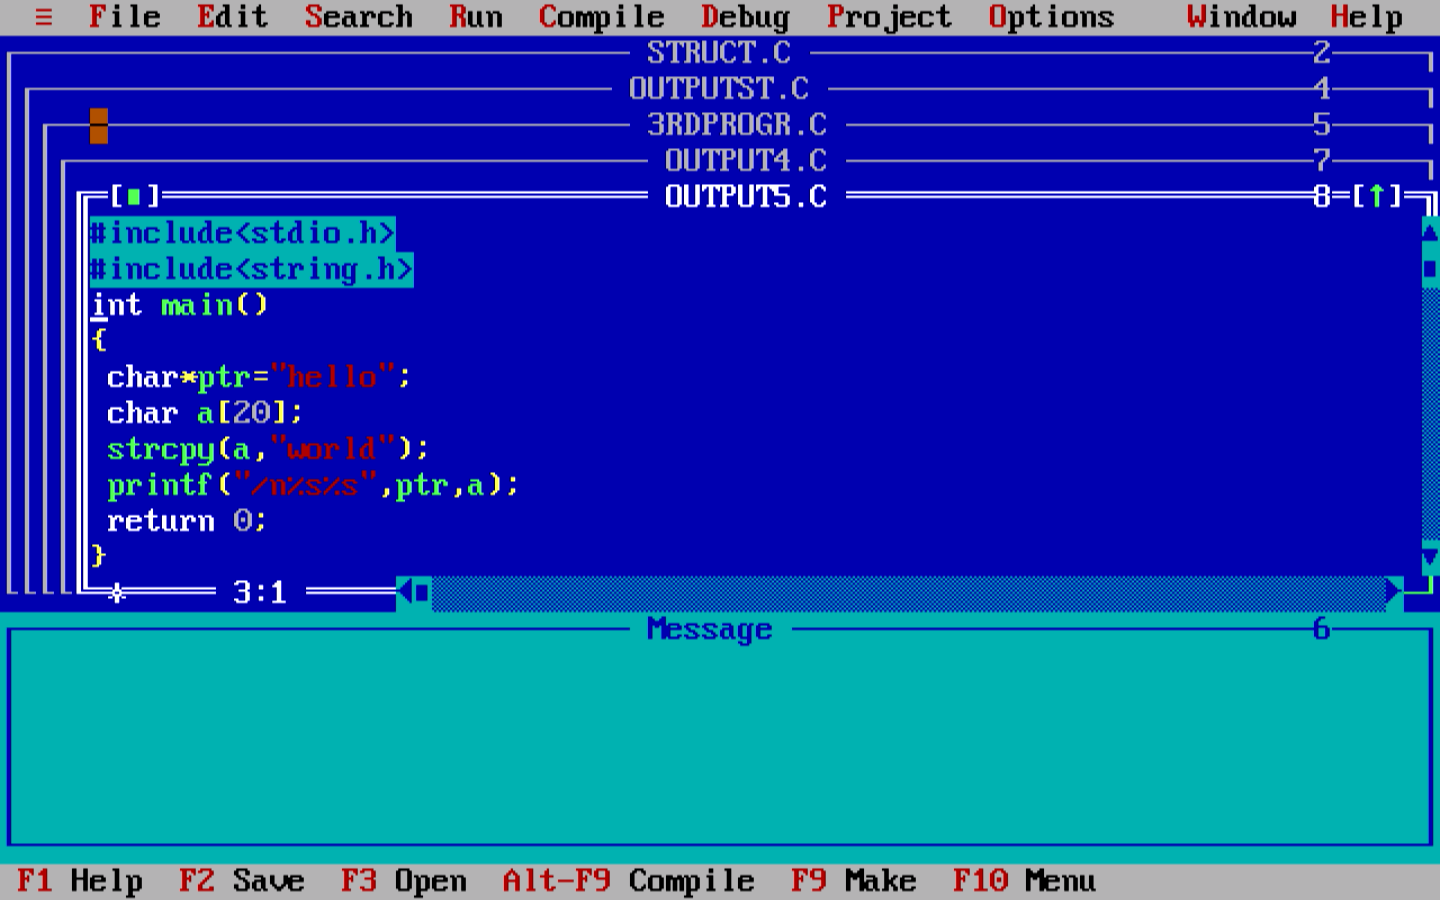 ≡ File Edit Search Run Compile Debug Project Options Window Help
STRUCT.C 2
OUTPUTST.C 4
3RDPROGR.C 5
OUTPUT4.C 7
[■] OUTPUT5.C 8=[↑]
#include<stdio.h>
#include<string.h>
int main()
{
char*ptr="hello";
char a[20];
strcpy(a,"world");
printf("/n%s%s",ptr,a);
return 0;
}
3:1
Message 6
F1 Help F2 Save F3 Open Alt-F9 Compile F9 Make F10 Menu